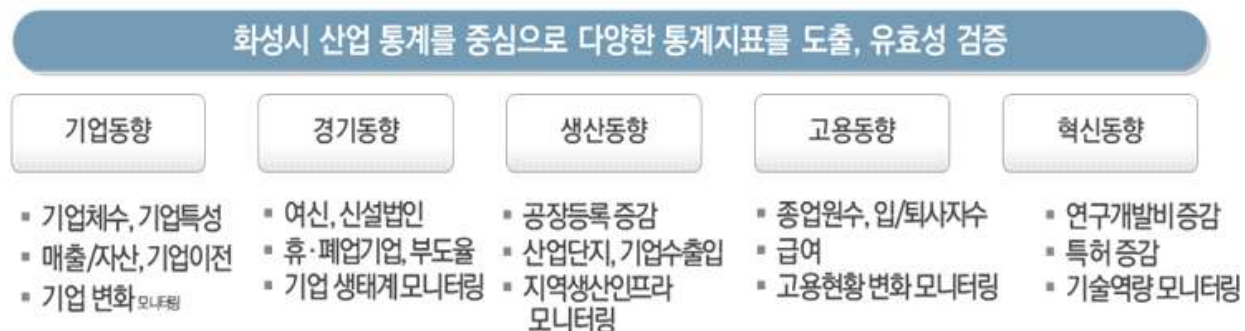 화성시 산업 통계를 중심으로 다양한 통계지표를 도출, 유효성 검증
기업동향
▪ 기업체수, 기업특성
▪ 매출/자산, 기업이전
▪ 기업 변화 모니터링
경기동향
▪ 여신, 신설법인
▪ 휴·폐업기업, 부도율
▪ 기업 생태계 모니터링
생산동향
▪ 공장등록 증감
▪ 산업단지, 기업수출입
▪ 지역생산인프라
모니터링
고용동향
▪ 종업원수, 입/퇴사자수
▪ 급여
▪ 고용현황 변화 모니터링
혁신동향
▪ 연구개발비 증감
▪ 특허 증감
▪ 기술역량 모니터링